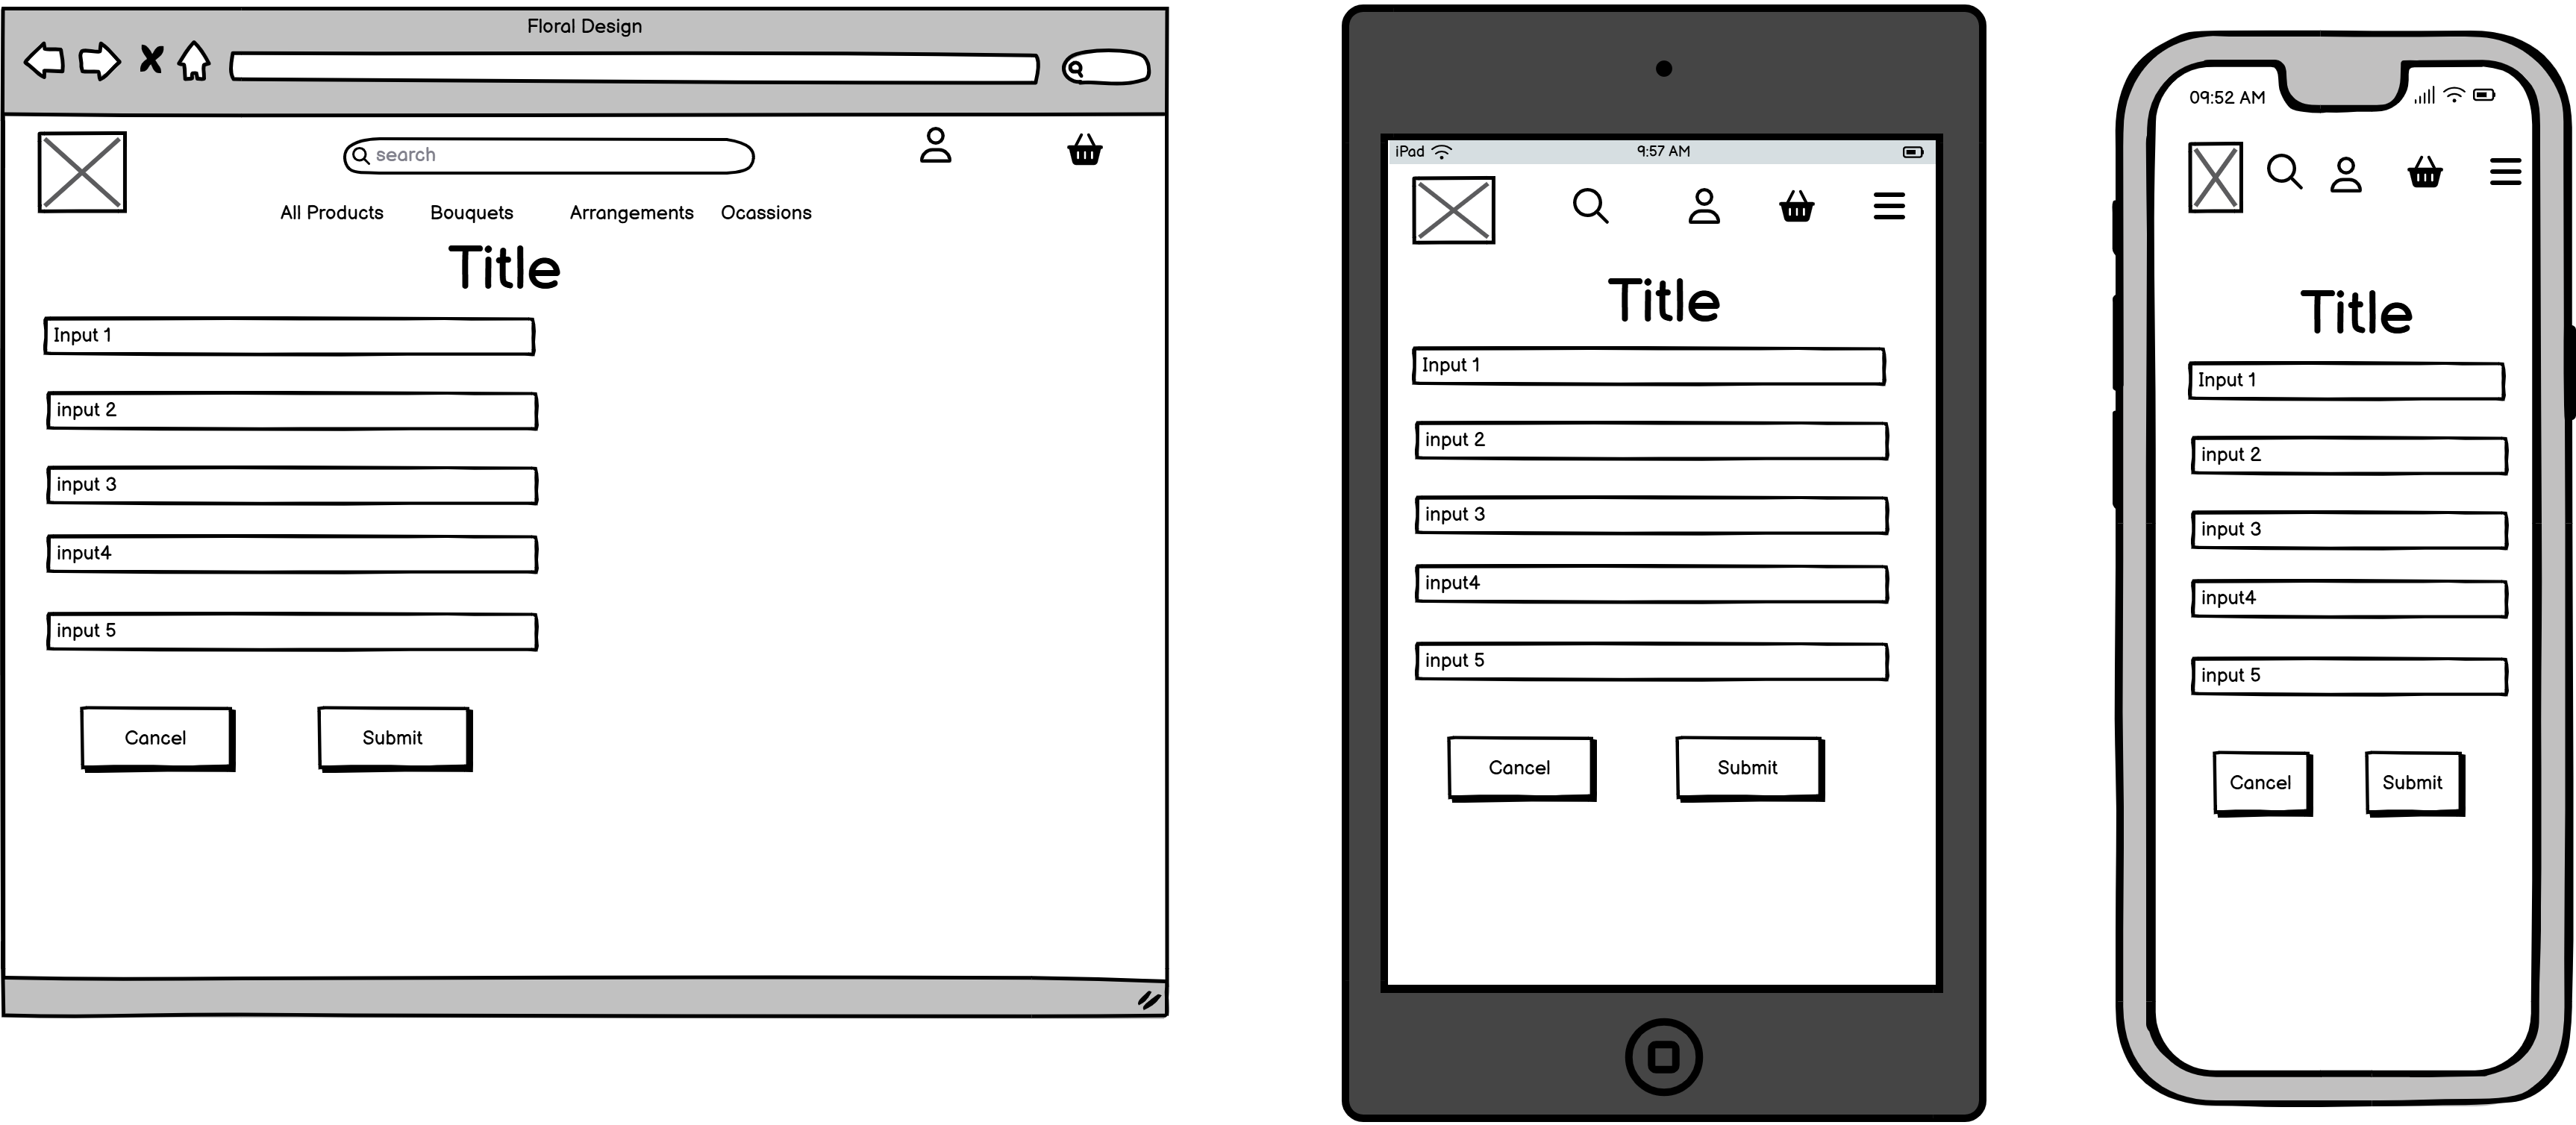 Floral Design
search
All Products Bouquets Arrangements Ocassions
Title
Input 1
input 2
input 3
input4
input 5
Cancel Submit
iPad 9:57 AM
Title
Input 1
input 2
input 3
input4
input 5
Cancel Submit
09:52 AM
Title
Input 1
input 2
input 3
input4
input 5
Cancel Submit